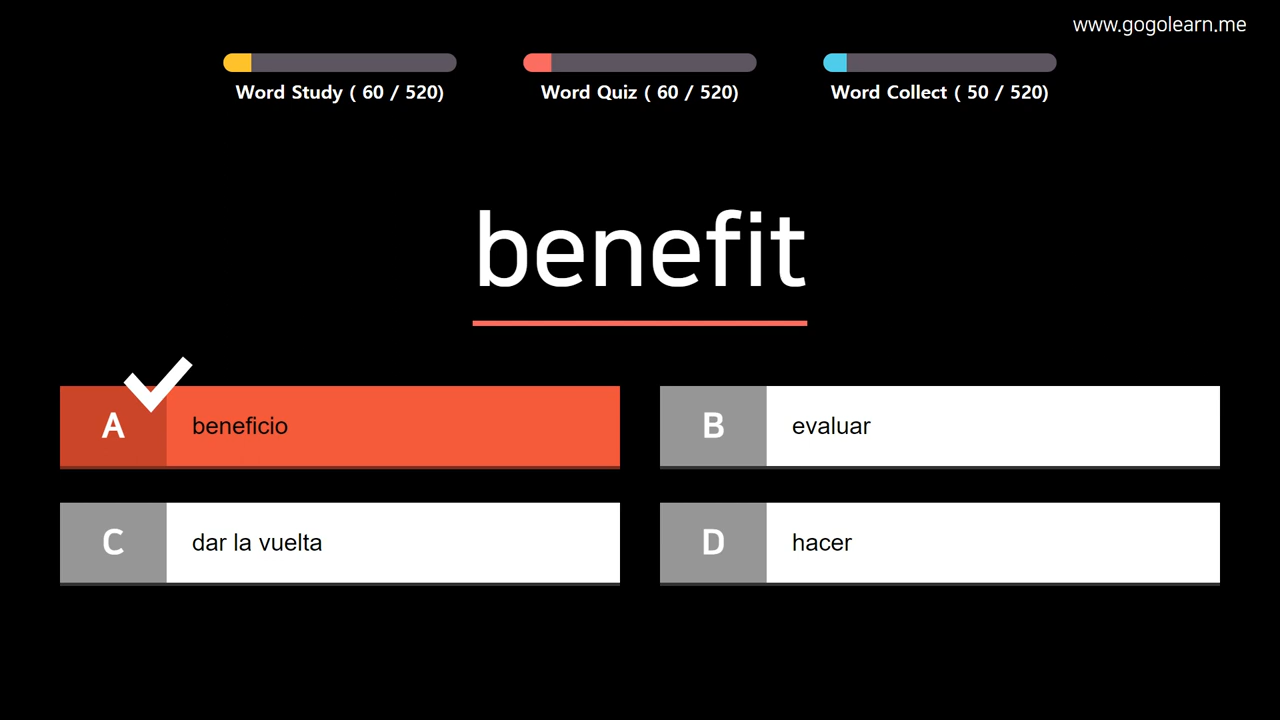 www.gogolearn.me
Word Study ( 60 / 520)
Word Quiz ( 60 / 520)
Word Collect ( 50 / 520)
benefit
A beneficio
B evaluar
C dar la vuelta
D hacer